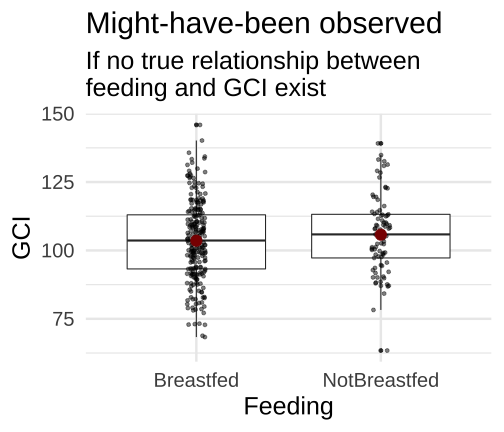 Might-have-been observed
If no true relationship between
feeding and GCI exist
150
125
100
75
GCI
Breastfed NotBreastfed
Feeding